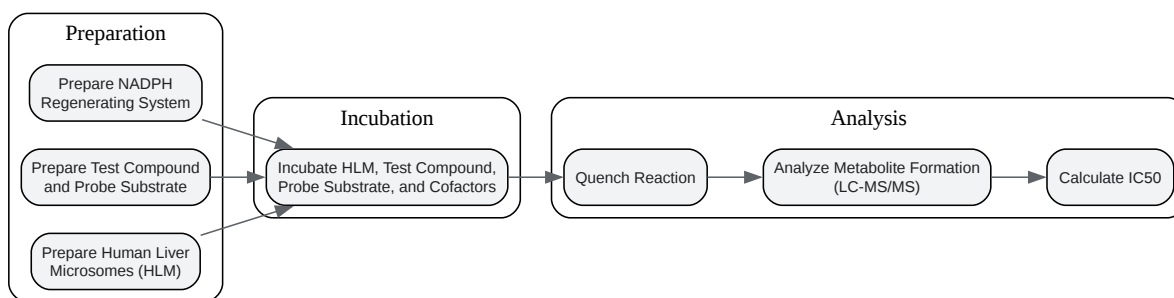 Preparation
Prepare NADPH
Regenerating System
Prepare Test Compound
and Probe Substrate
Prepare Human Liver
Microsomes (HLM)
Incubation
Incubate HLM, Test Compound,
Probe Substrate, and Cofactors
Analysis
Quench Reaction
Analyze Metabolite Formation
(LC-MS/MS)
Calculate IC50